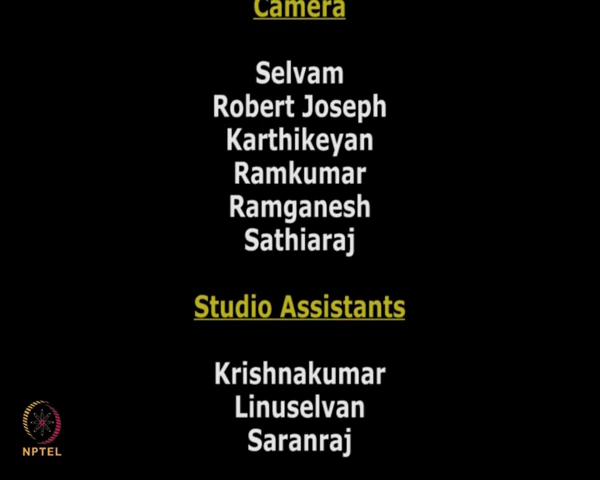 Camera
Selvam
Robert Joseph
Karthikeyan
Ramkumar
Ramganesh
Sathiaraj
Studio Assistants
Krishnakumar
Linuselvan
Saranraj
NPTEL